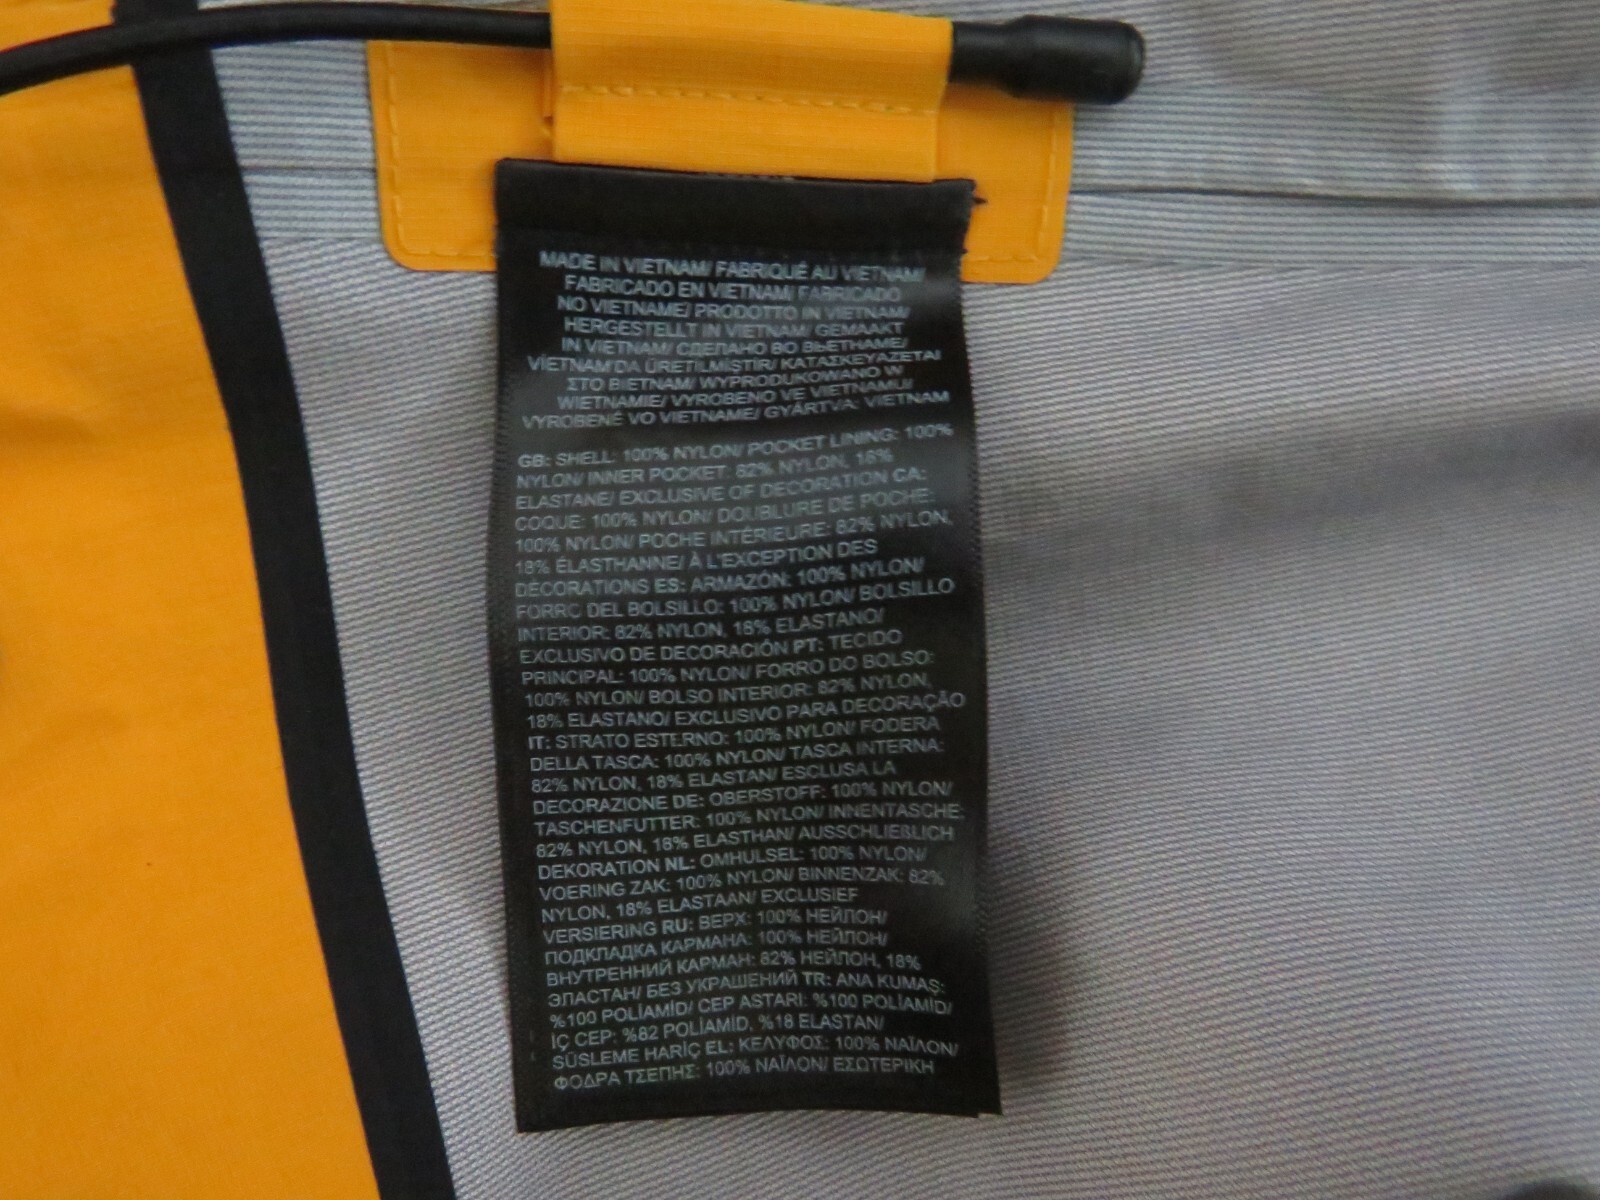 MADE IN VIETNAM/ FABRIQUÉ AU VIETNAM/
FABRICADO EN VIETNAM/ FABRICADO
NO VIETNAME/ PRODOTTO IN VIETNAM/
HERGESTELLT IN VIETNAM/ GEMAAKT
IN VIETNAM/ СДЕЛАНО ВО ВЬЕТНАМЕ/
VİETNAM'DA ÜRETİLMİŞTİR/ ΚΑΤΑΣΚΕΥΑΖΕΤΑΙ
ΣΤΟ ΒΙΕΤΝΑΜ/ WYPRODUKOWANO W
WIETNAMIE/ VYROBENO VE VIETNAMU/
VYROBENÉ VO VIETNAME/ GYÁRTVA: VIETNAM
GB: SHELL: 100% NYLON/ POCKET LINING: 100%
NYLON/ INNER POCKET: 82% NYLON, 18%
ELASTANE/ EXCLUSIVE OF DECORATION CA:
COQUE: 100% NYLON/ DOUBLURE DE POCHE:
100% NYLON/ POCHE INTÉRIEURE: 82% NYLON,
18% ÉLASTHANNE/ À L'EXCEPTION DES
DÉCORATIONS ES: ARMAZÓN: 100% NYLON/
FORRO DEL BOLSILLO: 100% NYLON/ BOLSILLO
INTERIOR: 82% NYLON, 18% ELASTANO/
EXCLUSIVO DE DECORACIÓN PT: TECIDO
PRINCIPAL: 100% NYLON/ FORRO DO BOLSO:
100% NYLON/ BOLSO INTERIOR: 82% NYLON,
18% ELASTANO/ EXCLUSIVO PARA DECORAÇÃO
IT: STRATO ESTERNO: 100% NYLON/ FODERA
DELLA TASCA: 100% NYLON/ TASCA INTERNA:
82% NYLON, 18% ELASTAN/ ESCLUSA LA
DECORAZIONE DE: OBERSTOFF: 100% NYLON/
TASCHENFUTTER: 100% NYLON/ INNENTASCHE:
82% NYLON, 18% ELASTHAN/ AUSSCHLIEßLICH
DEKORATION NL: OMHULSEL: 100% NYLON/
VOERING ZAK: 100% NYLON/ BINNENZAK: 82%
NYLON, 18% ELASTAAN/ EXCLUSIEF
VERSIERING RU: ВЕРХ: 100% НЕЙЛОН/
ПОДКЛАДКА КАРМАНА: 100% НЕЙЛОН/
ВНУТРЕННИЙ КАРМАН: 82% НЕЙЛОН, 18%
ЭЛАСТАН/ БЕЗ УКРАШЕНИЙ TR: ANA KUMAŞ:
%100 POLİAMİD/ CEP ASTARI: %100 POLİAMİD/
İÇ CEP: %82 POLİAMİD, %18 ELASTAN/
SÜSLEME HARİÇ EL: ΚΕΛΥΦΟΣ: 100% ΝΑΪΛΟΝ/
ΦΟΔΡΑ ΤΣΕΠΗΣ: 100% ΝΑΪΛΟΝ/ ΕΣΩΤΕΡΙΚΗ